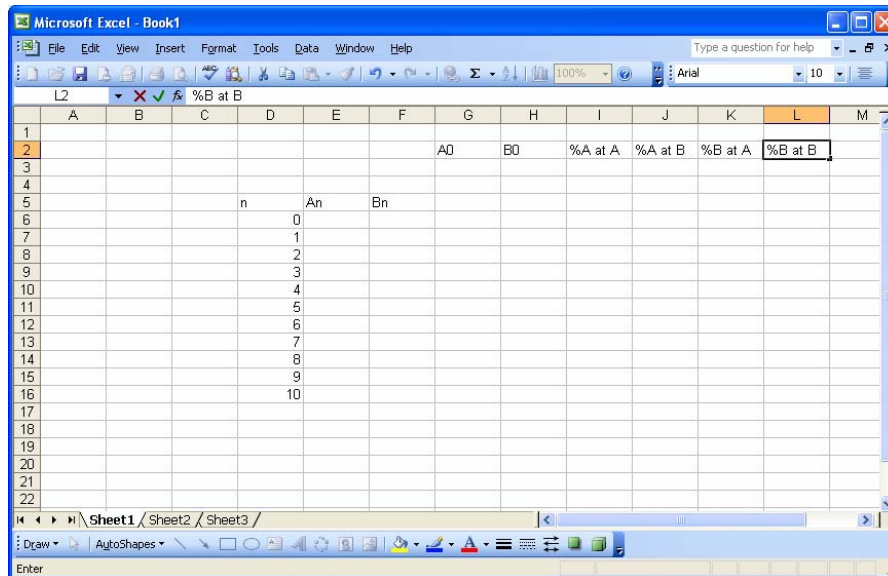 Microsoft Excel - Book1
File Edit View Insert Format Tools Data Window Help Type a question for help
100% Arial 10
L2 fx %B at B
A B C D E F G H I J K L M
1
2 A0 B0 %A at A %A at B %B at A %B at B
3
4
5 n An Bn
6 0
7 1
8 2
9 3
10 4
11 5
12 6
13 7
14 8
15 9
16 10
17
18
19
20
21
22
Sheet1 Sheet2 Sheet3
Draw AutoShapes
Enter